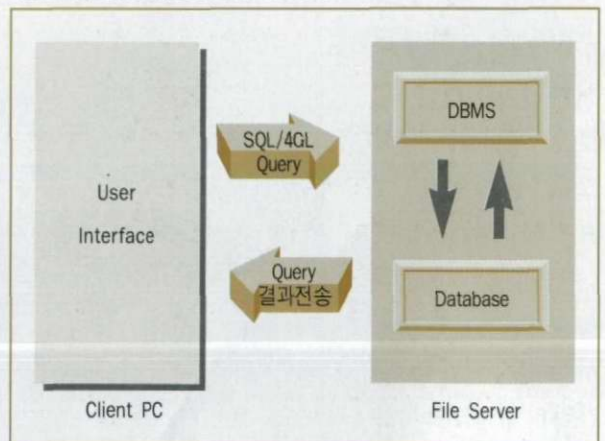 User
Interface
Client PC
SQL/4GL
Query
Query
결과전송
DBMS
Database
File Server